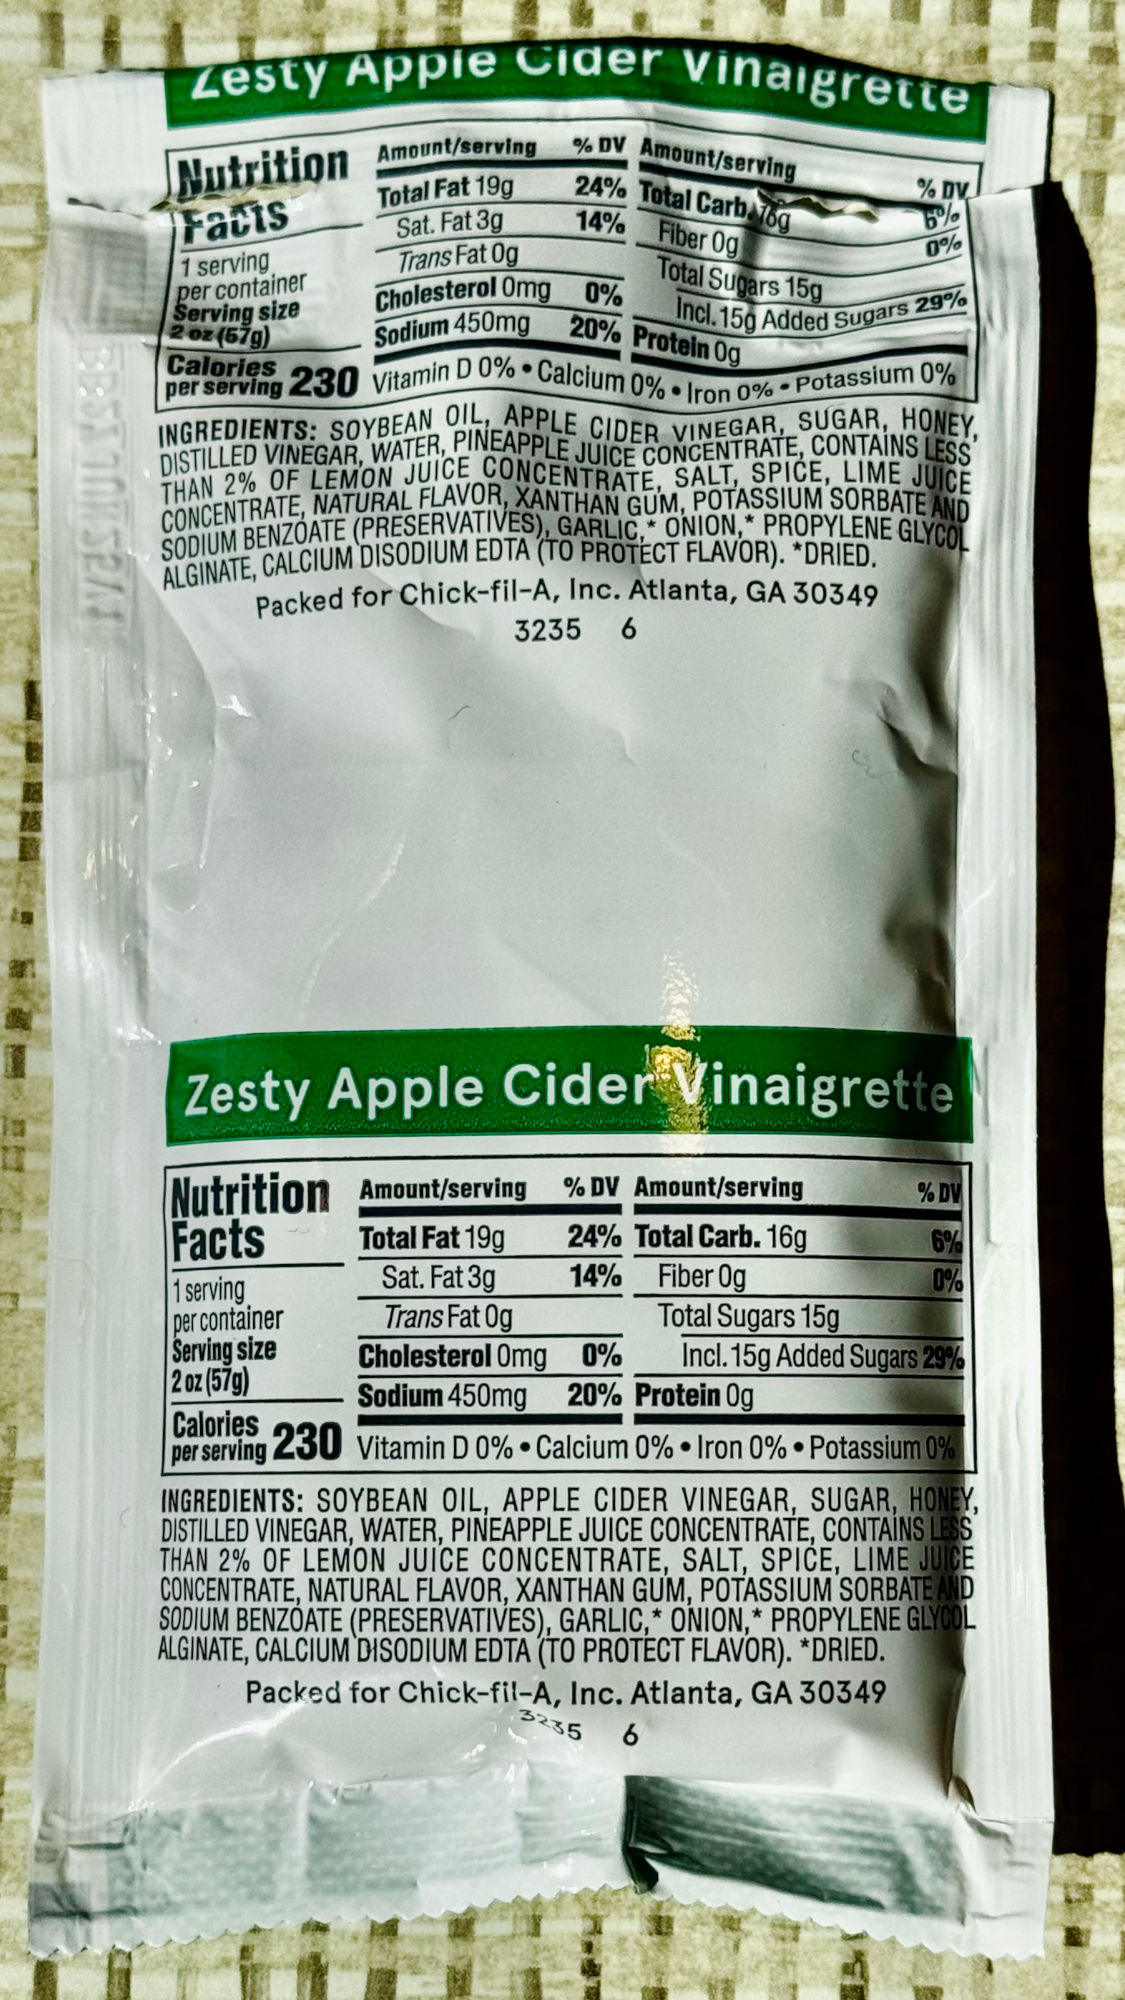 Zesty Apple Cider Vinaigrette
Nutrition
Facts
1 serving
per container
Serving size
2 oz (57g)
Calories
per serving 230
Amount/serving % DV
Total Fat 19g 24%
Sat. Fat 3g 14%
Trans Fat 0g
Cholesterol 0mg 0%
Sodium 450mg 20%
Amount/serving % DV
Total Carb. 16g 6%
Fiber 0g 0%
Total Sugars 15g
Incl. 15g Added Sugars 29%
Protein 0g
Vitamin D 0% • Calcium 0% • Iron 0% • Potassium 0%
INGREDIENTS: SOYBEAN OIL, APPLE CIDER VINEGAR, SUGAR, HONEY,
DISTILLED VINEGAR, WATER, PINEAPPLE JUICE CONCENTRATE, CONTAINS LESS
THAN 2% OF LEMON JUICE CONCENTRATE, SALT, SPICE, LIME JUICE
CONCENTRATE, NATURAL FLAVOR, XANTHAN GUM, POTASSIUM SORBATE AND
SODIUM BENZOATE (PRESERVATIVES), GARLIC,* ONION,* PROPYLENE GLYCOL
ALGINATE, CALCIUM DISODIUM EDTA (TO PROTECT FLAVOR). *DRIED.
Packed for Chick-fil-A, Inc. Atlanta, GA 30349
3235 6
Zesty Apple Cider Vinaigrette
Nutrition
Facts
1 serving
per container
Serving size
2 oz (57g)
Calories
per serving 230
Amount/serving % DV
Total Fat 19g 24%
Sat. Fat 3g 14%
Trans Fat 0g
Cholesterol 0mg 0%
Sodium 450mg 20%
Amount/serving % DV
Total Carb. 16g 6%
Fiber 0g 0%
Total Sugars 15g
Incl. 15g Added Sugars 29%
Protein 0g
Vitamin D 0% • Calcium 0% • Iron 0% • Potassium 0%
INGREDIENTS: SOYBEAN OIL, APPLE CIDER VINEGAR, SUGAR, HONEY,
DISTILLED VINEGAR, WATER, PINEAPPLE JUICE CONCENTRATE, CONTAINS LESS
THAN 2% OF LEMON JUICE CONCENTRATE, SALT, SPICE, LIME JUICE
CONCENTRATE, NATURAL FLAVOR, XANTHAN GUM, POTASSIUM SORBATE AND
SODIUM BENZOATE (PRESERVATIVES), GARLIC,* ONION,* PROPYLENE GLYCOL
ALGINATE, CALCIUM DISODIUM EDTA (TO PROTECT FLAVOR). *DRIED.
Packed for Chick-fil-A, Inc. Atlanta, GA 30349
3235 6